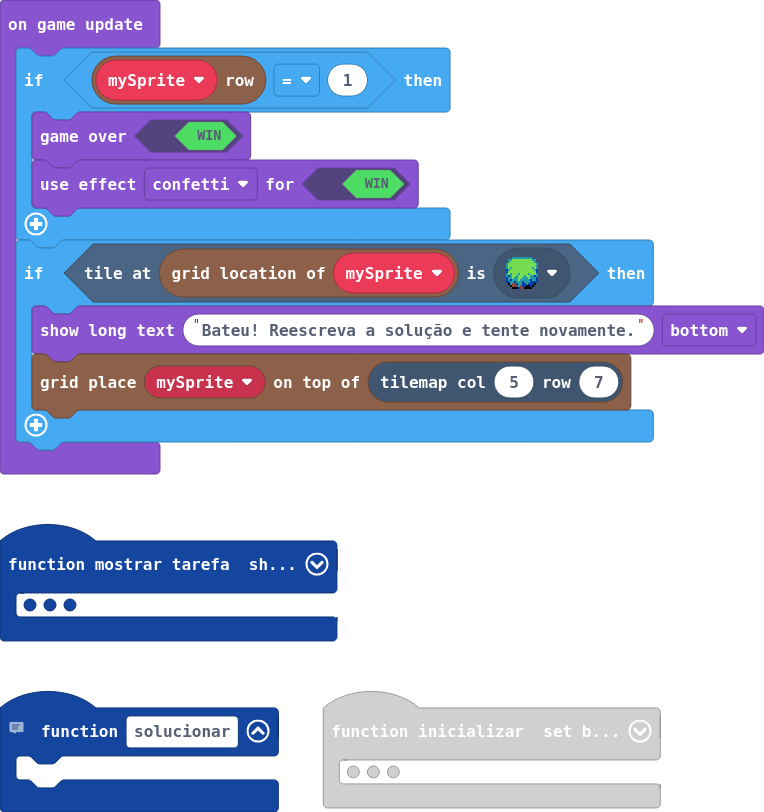 on game update
if mySprite row = 1 then
game over WIN
use effect confetti for WIN
if tile at grid location of mySprite is then
show long text "Bateu! Reescreva a solução e tente novamente." bottom
grid place mySprite on top of tilemap col 5 row 7
function mostrar tarefa sh...
function solucionar
function inicializar set b...